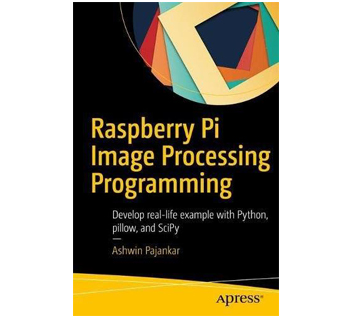 Raspberry Pi
Image Processing
Programming
Develop real-life example with Python,
pillow, and SciPy
—
Ashwin Pajankar
Apress®